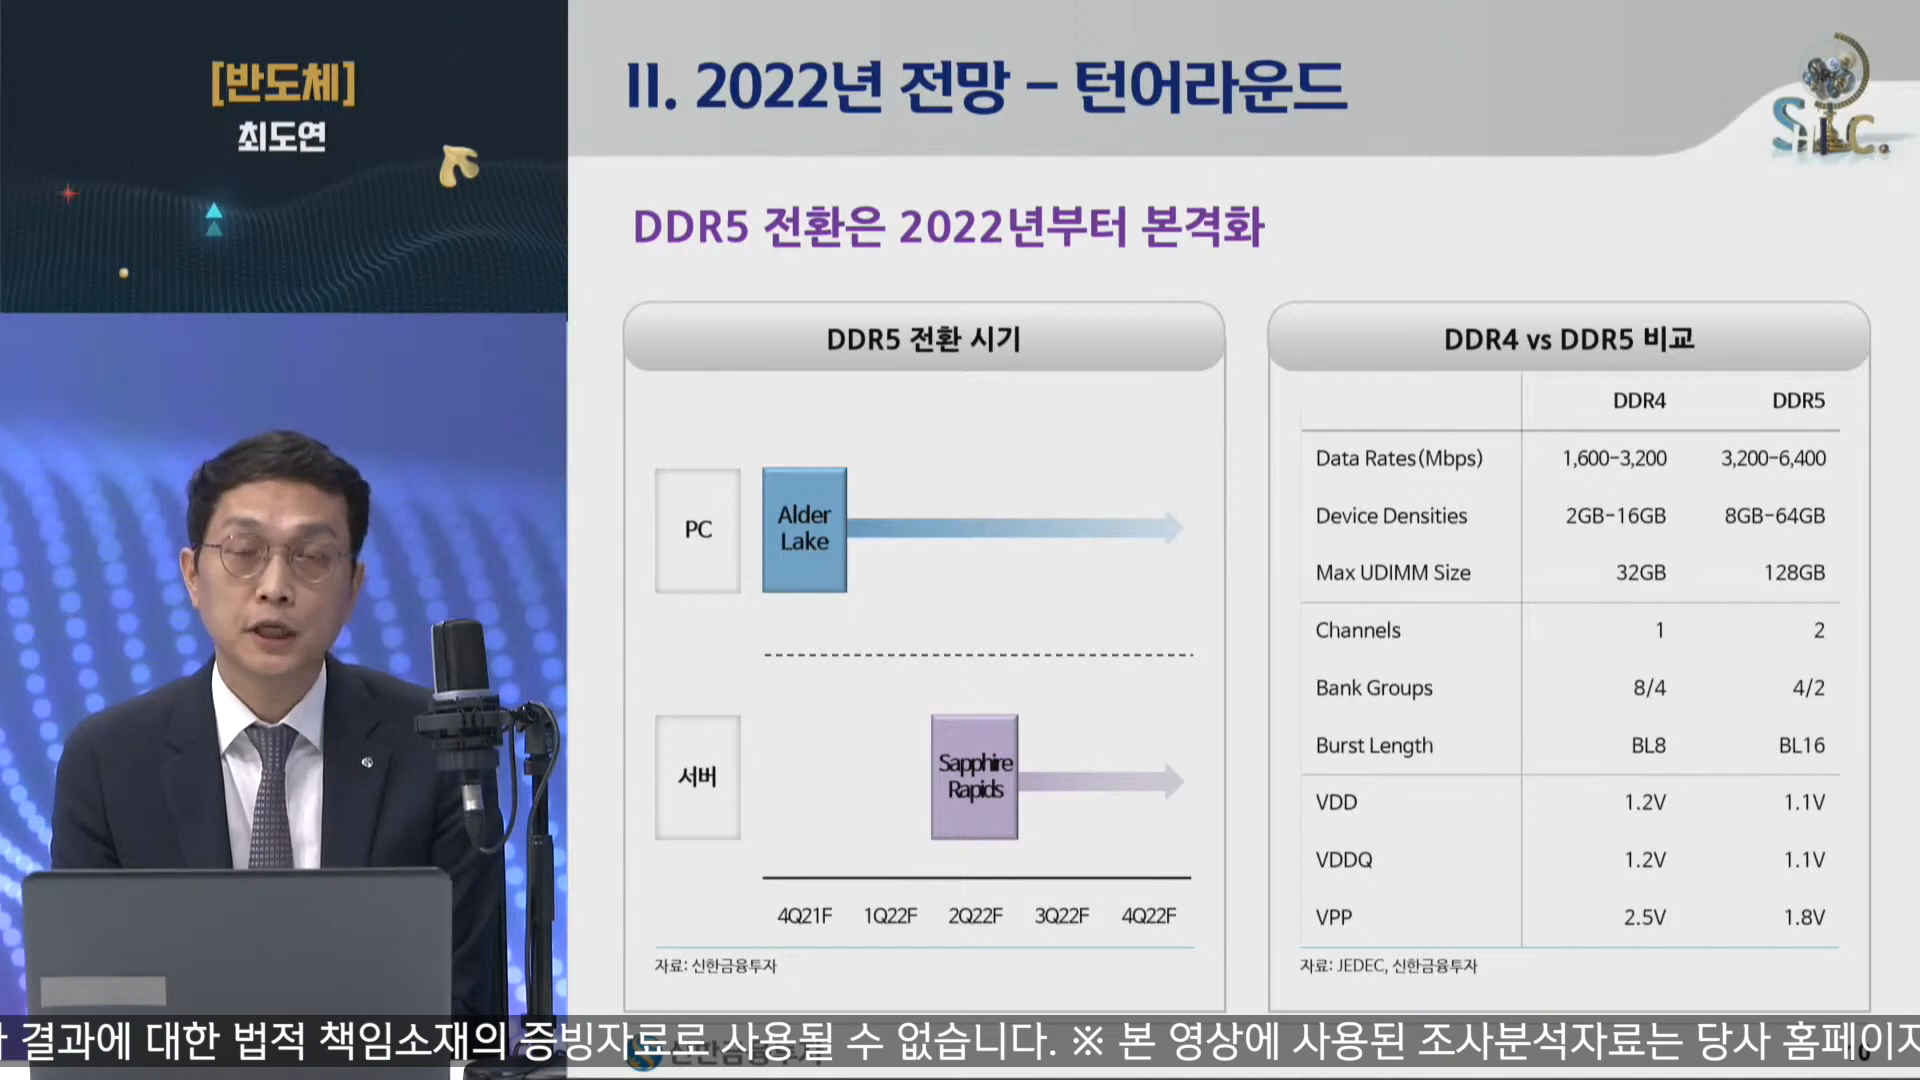 [반도체]
최도연
II. 2022년 전망 – 턴어라운드
SHIC.
DDR5 전환은 2022년부터 본격화
DDR5 전환 시기
PC
Alder
Lake
서버
Sapphire
Rapids
4Q21F 1Q22F 2Q22F 3Q22F 4Q22F
자료: 신한금융투자
DDR4 vs DDR5 비교
DDR4 DDR5
Data Rates(Mbps) 1,600-3,200 3,200-6,400
Device Densities 2GB-16GB 8GB-64GB
Max UDIMM Size 32GB 128GB
Channels 1 2
Bank Groups 8/4 4/2
Burst Length BL8 BL16
VDD 1.2V 1.1V
VDDQ 1.2V 1.1V
VPP 2.5V 1.8V
자료: JEDEC, 신한금융투자
결과에 대한 법적 책임소재의 증빙자료로 사용될 수 없습니다. ※ 본 영상에 사용된 조사분석자료는 당사 홈페이지
신한금융투자
10